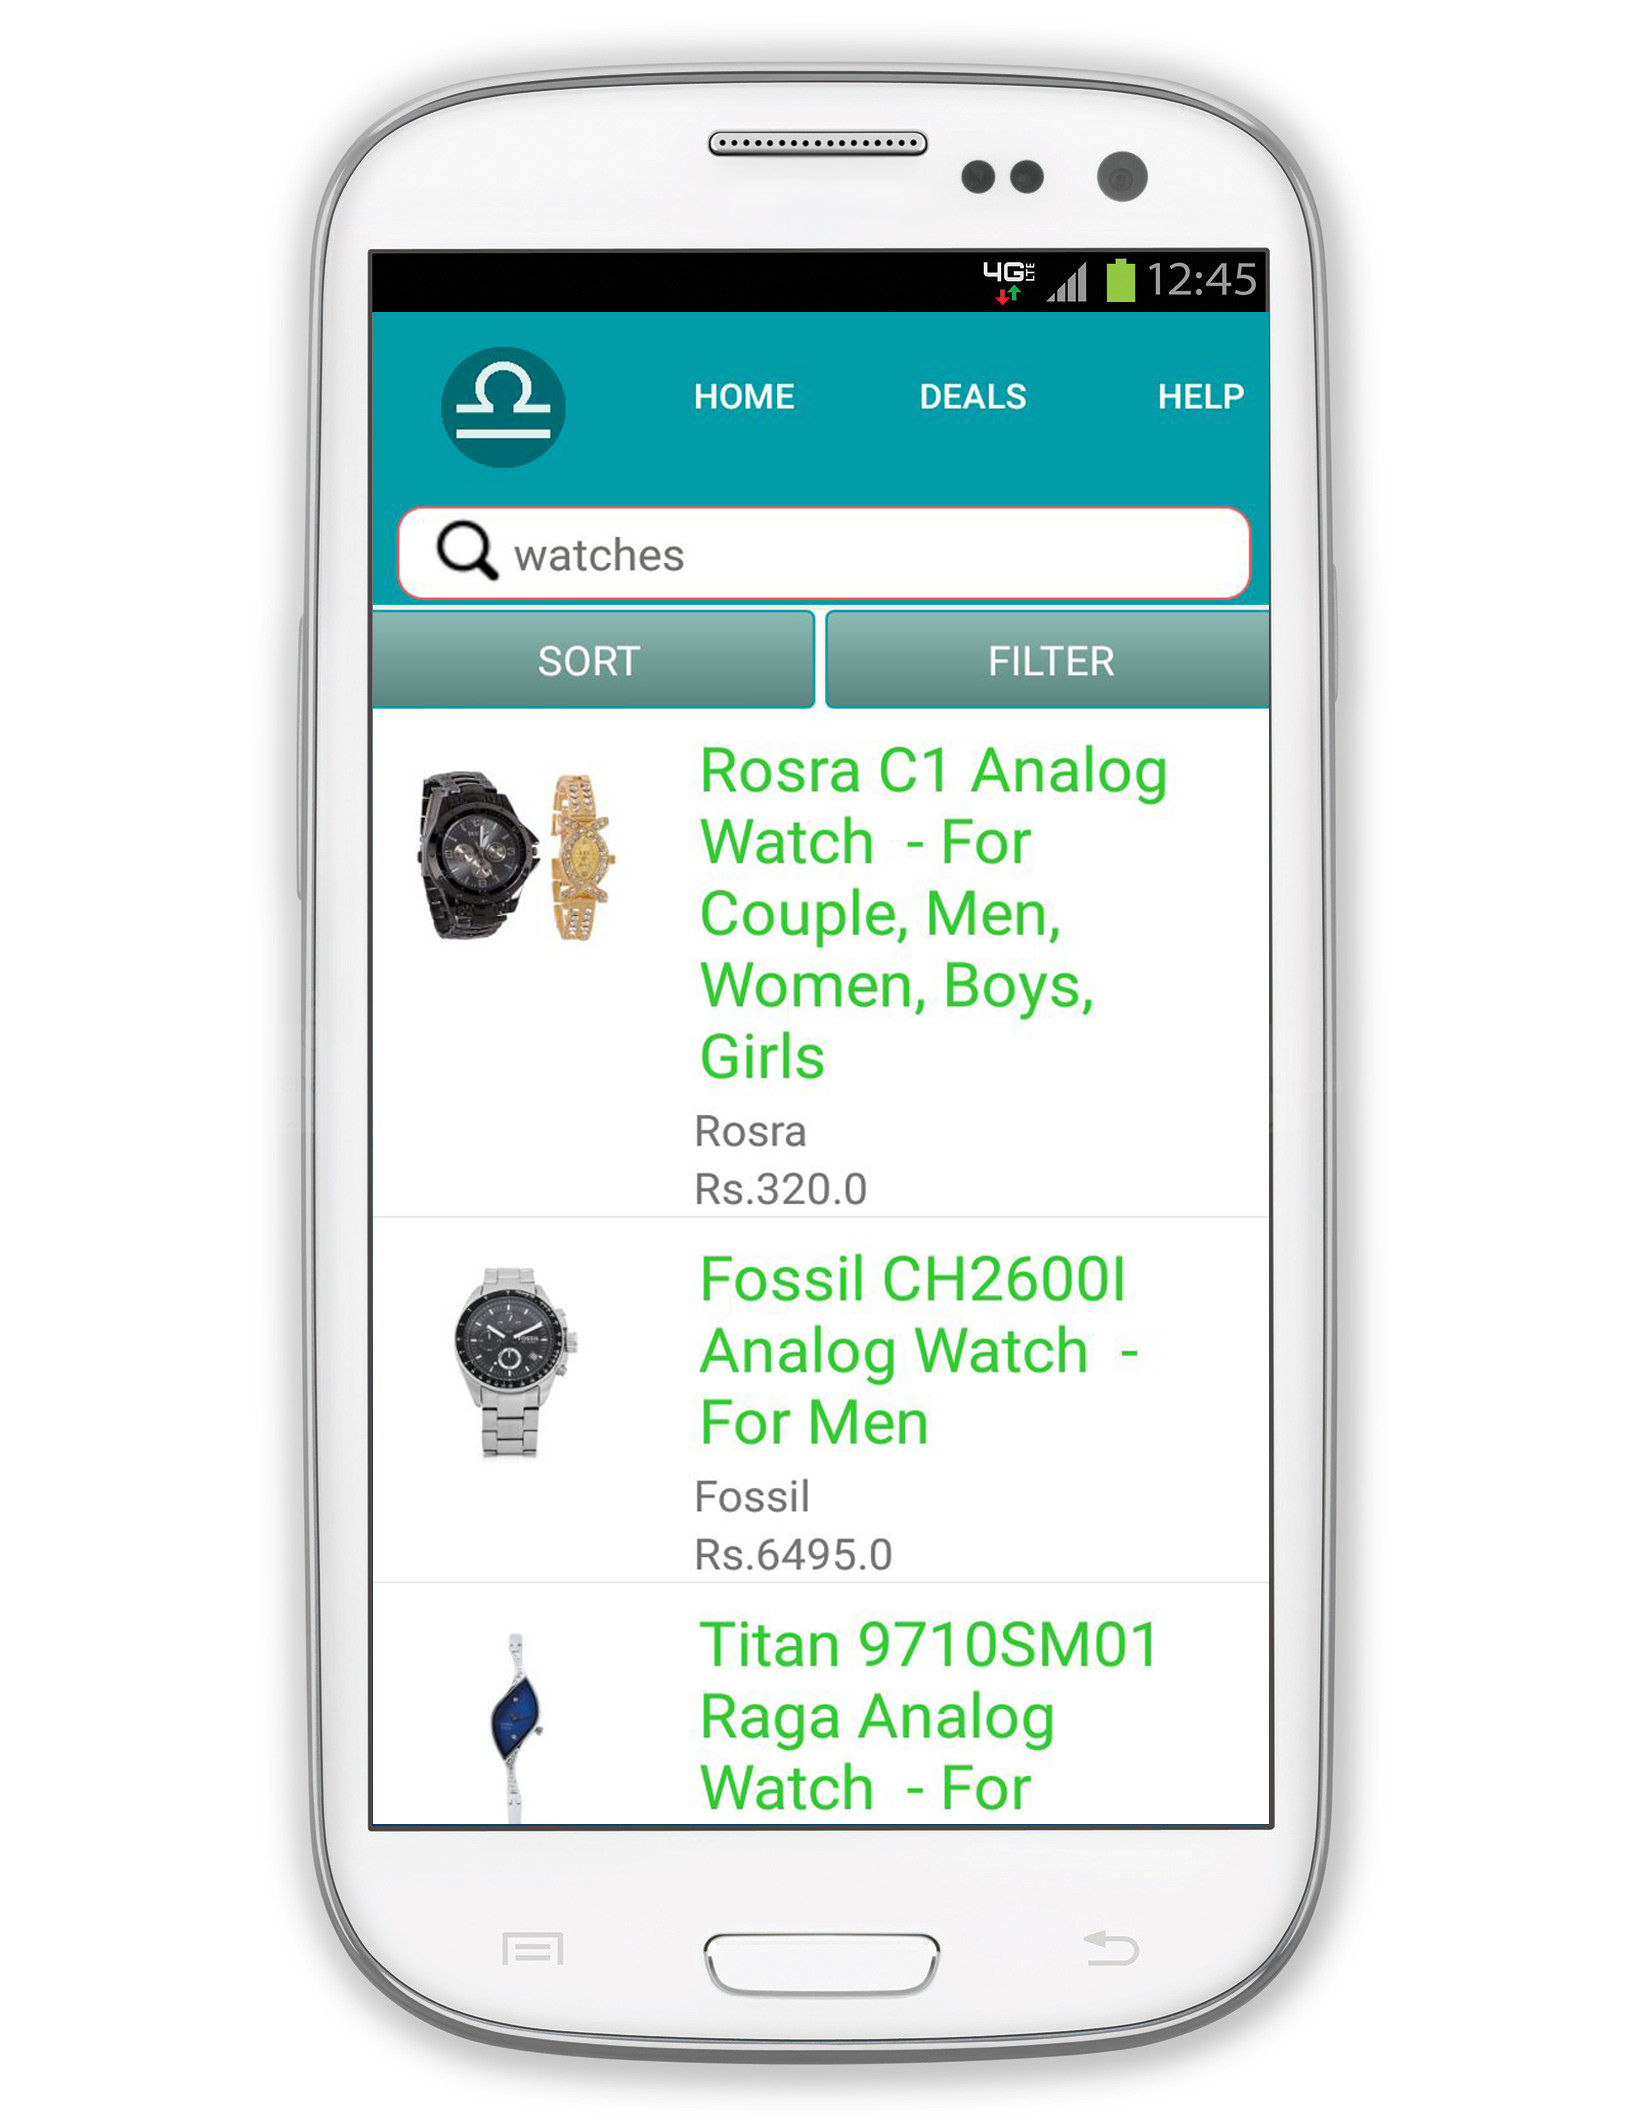 4G LTE 12:45
HOME DEALS HELP
watches
SORT FILTER
Rosra C1 Analog
Watch - For
Couple, Men,
Women, Boys,
Girls
Rosra
Rs.320.0
Fossil CH2600I
Analog Watch -
For Men
Fossil
Rs.6495.0
Titan 9710SM01
Raga Analog
Watch - For